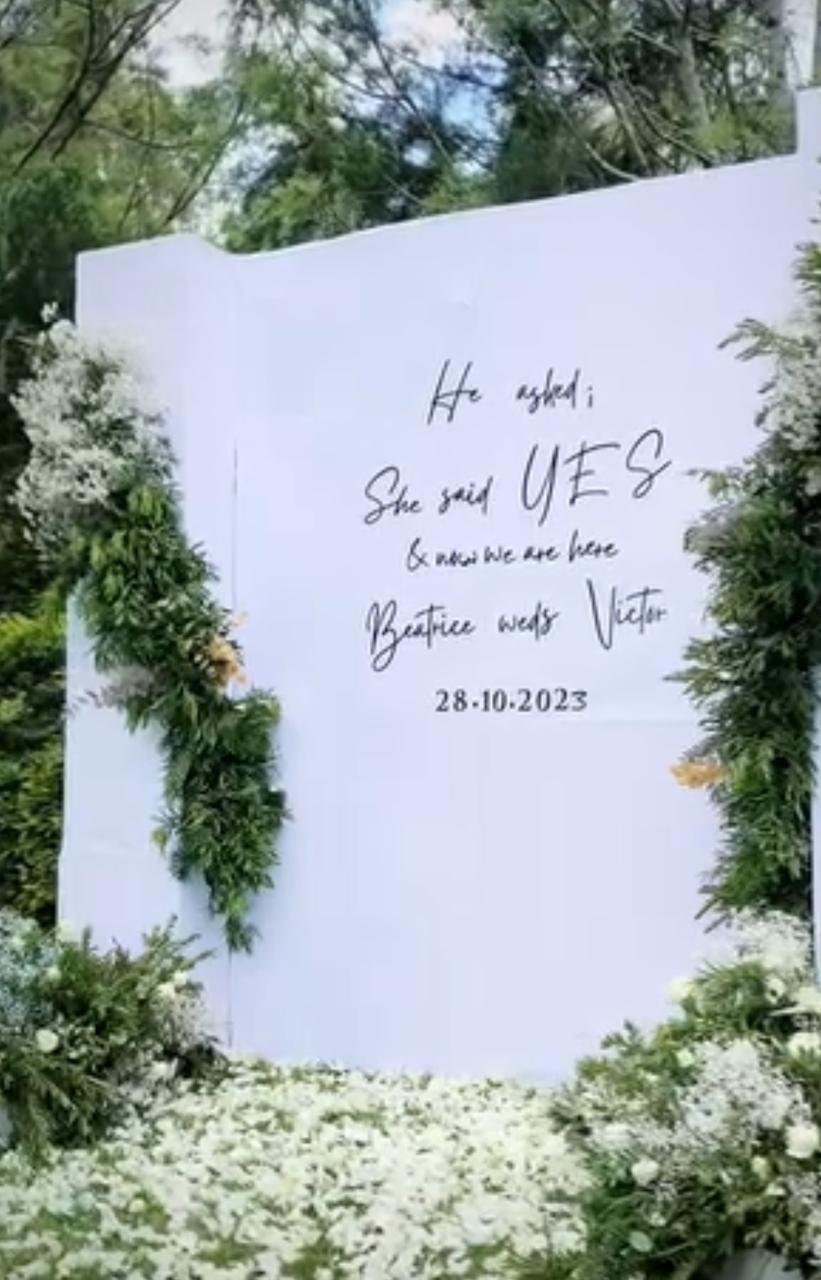 He asked;
She said YES
& now we are here
Beatrice weds Victor
28.10.2023